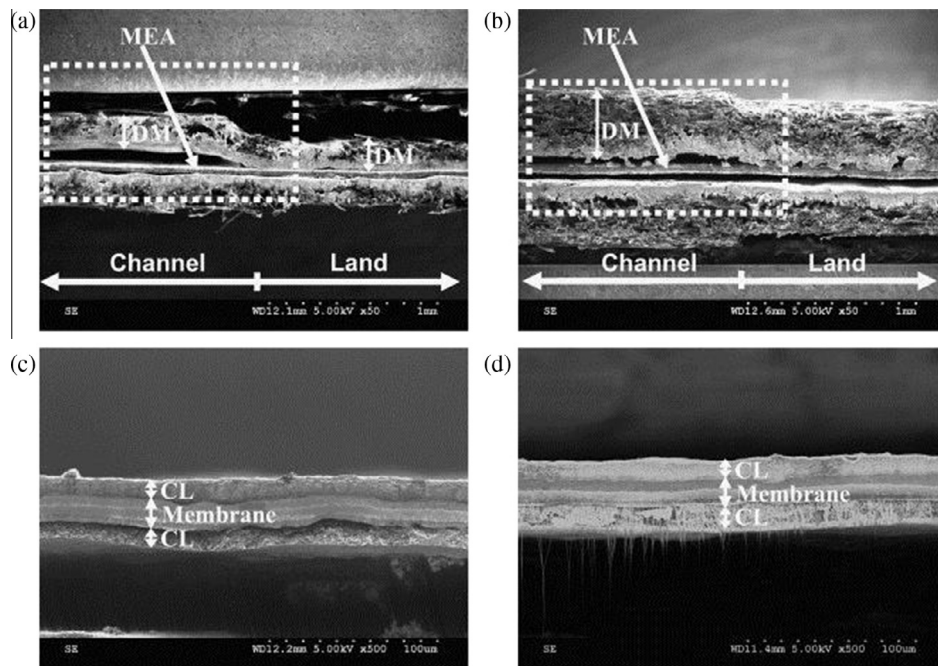 (a)
MEA
DM
DM
Channel
Land
SE
WD12.1mm 5.00kV x50 1mm
(b)
MEA
DM
Channel
Land
SE
WD12.6mm 5.00kV x50 1mm
(c)
CL
Membrane
CL
SE
WD12.2mm 5.00kV x500 100um
(d)
CL
Membrane
CL
SE
WD11.4mm 5.00kV x500 100um